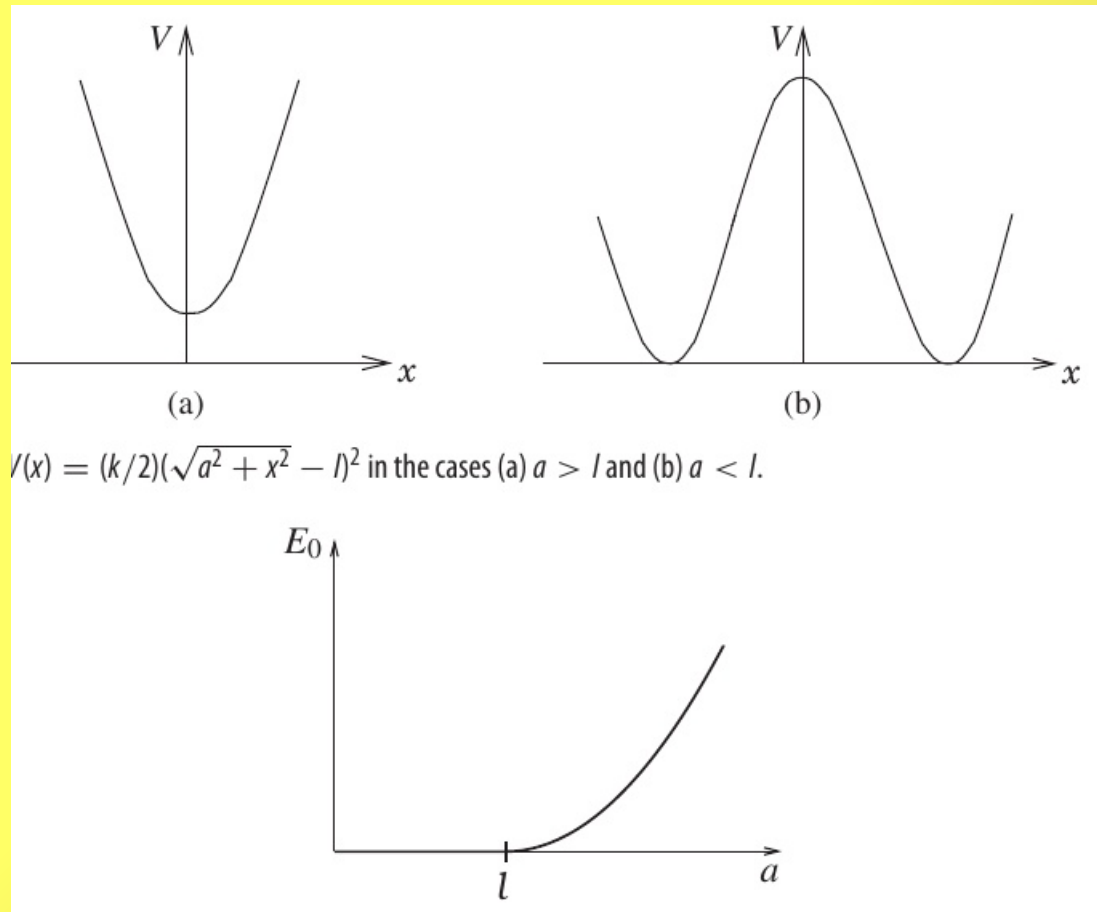 V V
x x
(a) (b)
V(x) = (k/2)(√(a² + x²) − l)² in the cases (a) a > l and (b) a < l.
E₀
l a